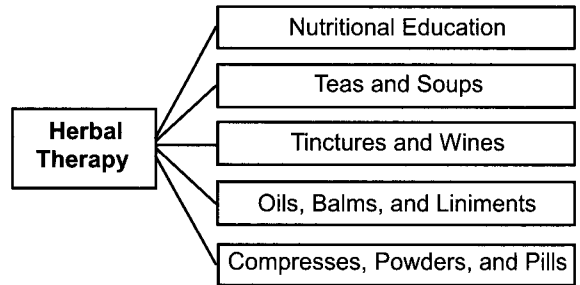 Nutritional Education
Teas and Soups
Herbal
Therapy
Tinctures and Wines
Oils, Balms, and Liniments
Compresses, Powders, and Pills